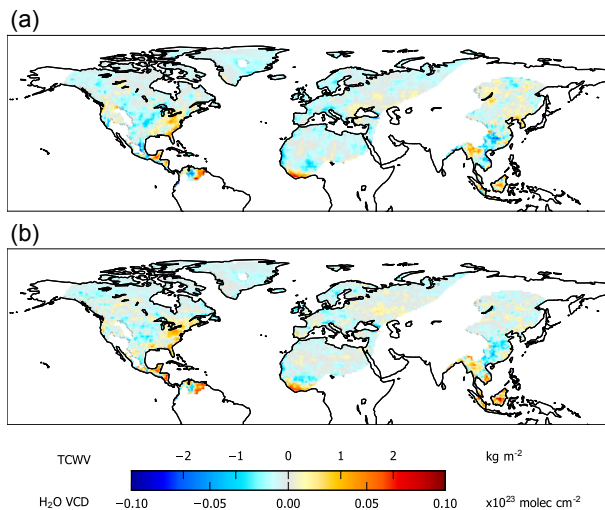 (a)
(b)
TCWV −2 −1 0 1 2 kg m⁻²
H₂O VCD −0.10 −0.05 0.00 0.05 0.10 x10²³ molec cm⁻²